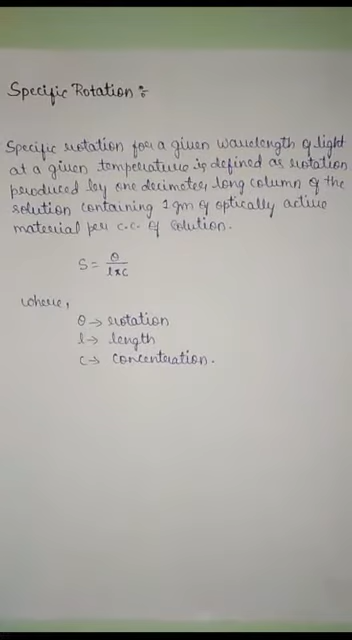 Specific Rotation :-
Specific rotation for a given wavelength of light
at a given temperature is defined as rotation
produced by one decimeter long column of the
solution containing 1 gm of optically active
material per c.c. of solution.
S = θ / l×c
where,
θ → rotation
l → length
c → concentration.